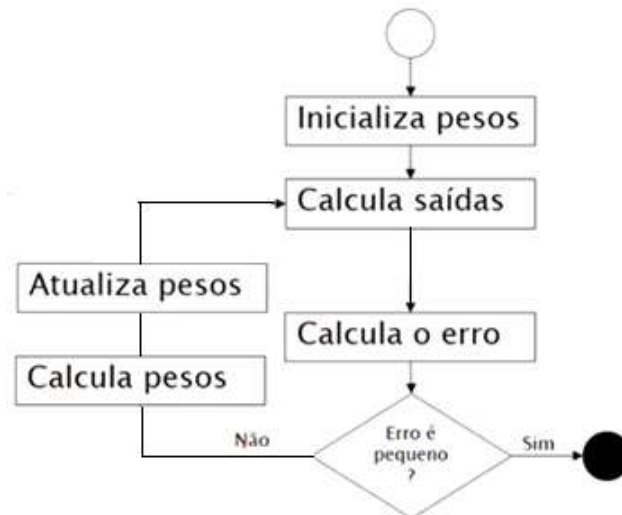 Inicializa pesos
Calcula saídas
Atualiza pesos
Calcula o erro
Calcula pesos
Não
Erro é
pequeno
?
Sim